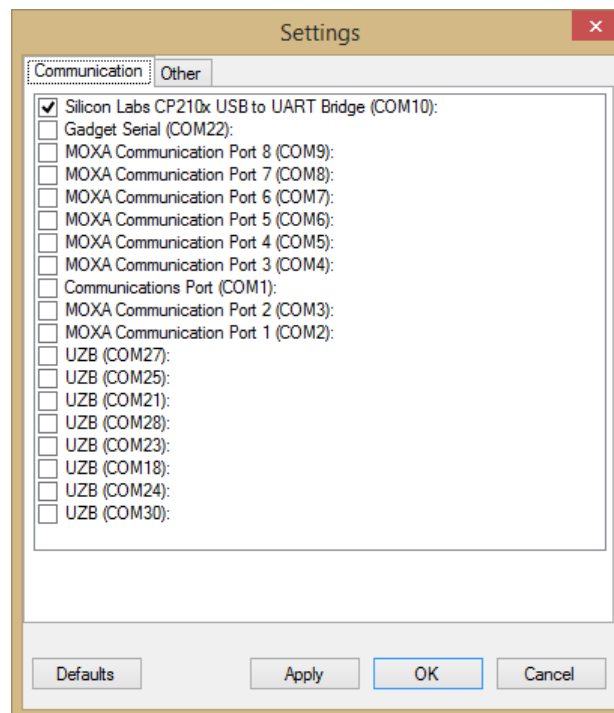 Settings
Communication Other
Silicon Labs CP210x USB to UART Bridge (COM10):
Gadget Serial (COM22):
MOXA Communication Port 8 (COM9):
MOXA Communication Port 7 (COM8):
MOXA Communication Port 6 (COM7):
MOXA Communication Port 5 (COM6):
MOXA Communication Port 4 (COM5):
MOXA Communication Port 3 (COM4):
Communications Port (COM1):
MOXA Communication Port 2 (COM3):
MOXA Communication Port 1 (COM2):
UZB (COM27):
UZB (COM25):
UZB (COM21):
UZB (COM28):
UZB (COM23):
UZB (COM18):
UZB (COM24):
UZB (COM30):
Defaults Apply OK Cancel